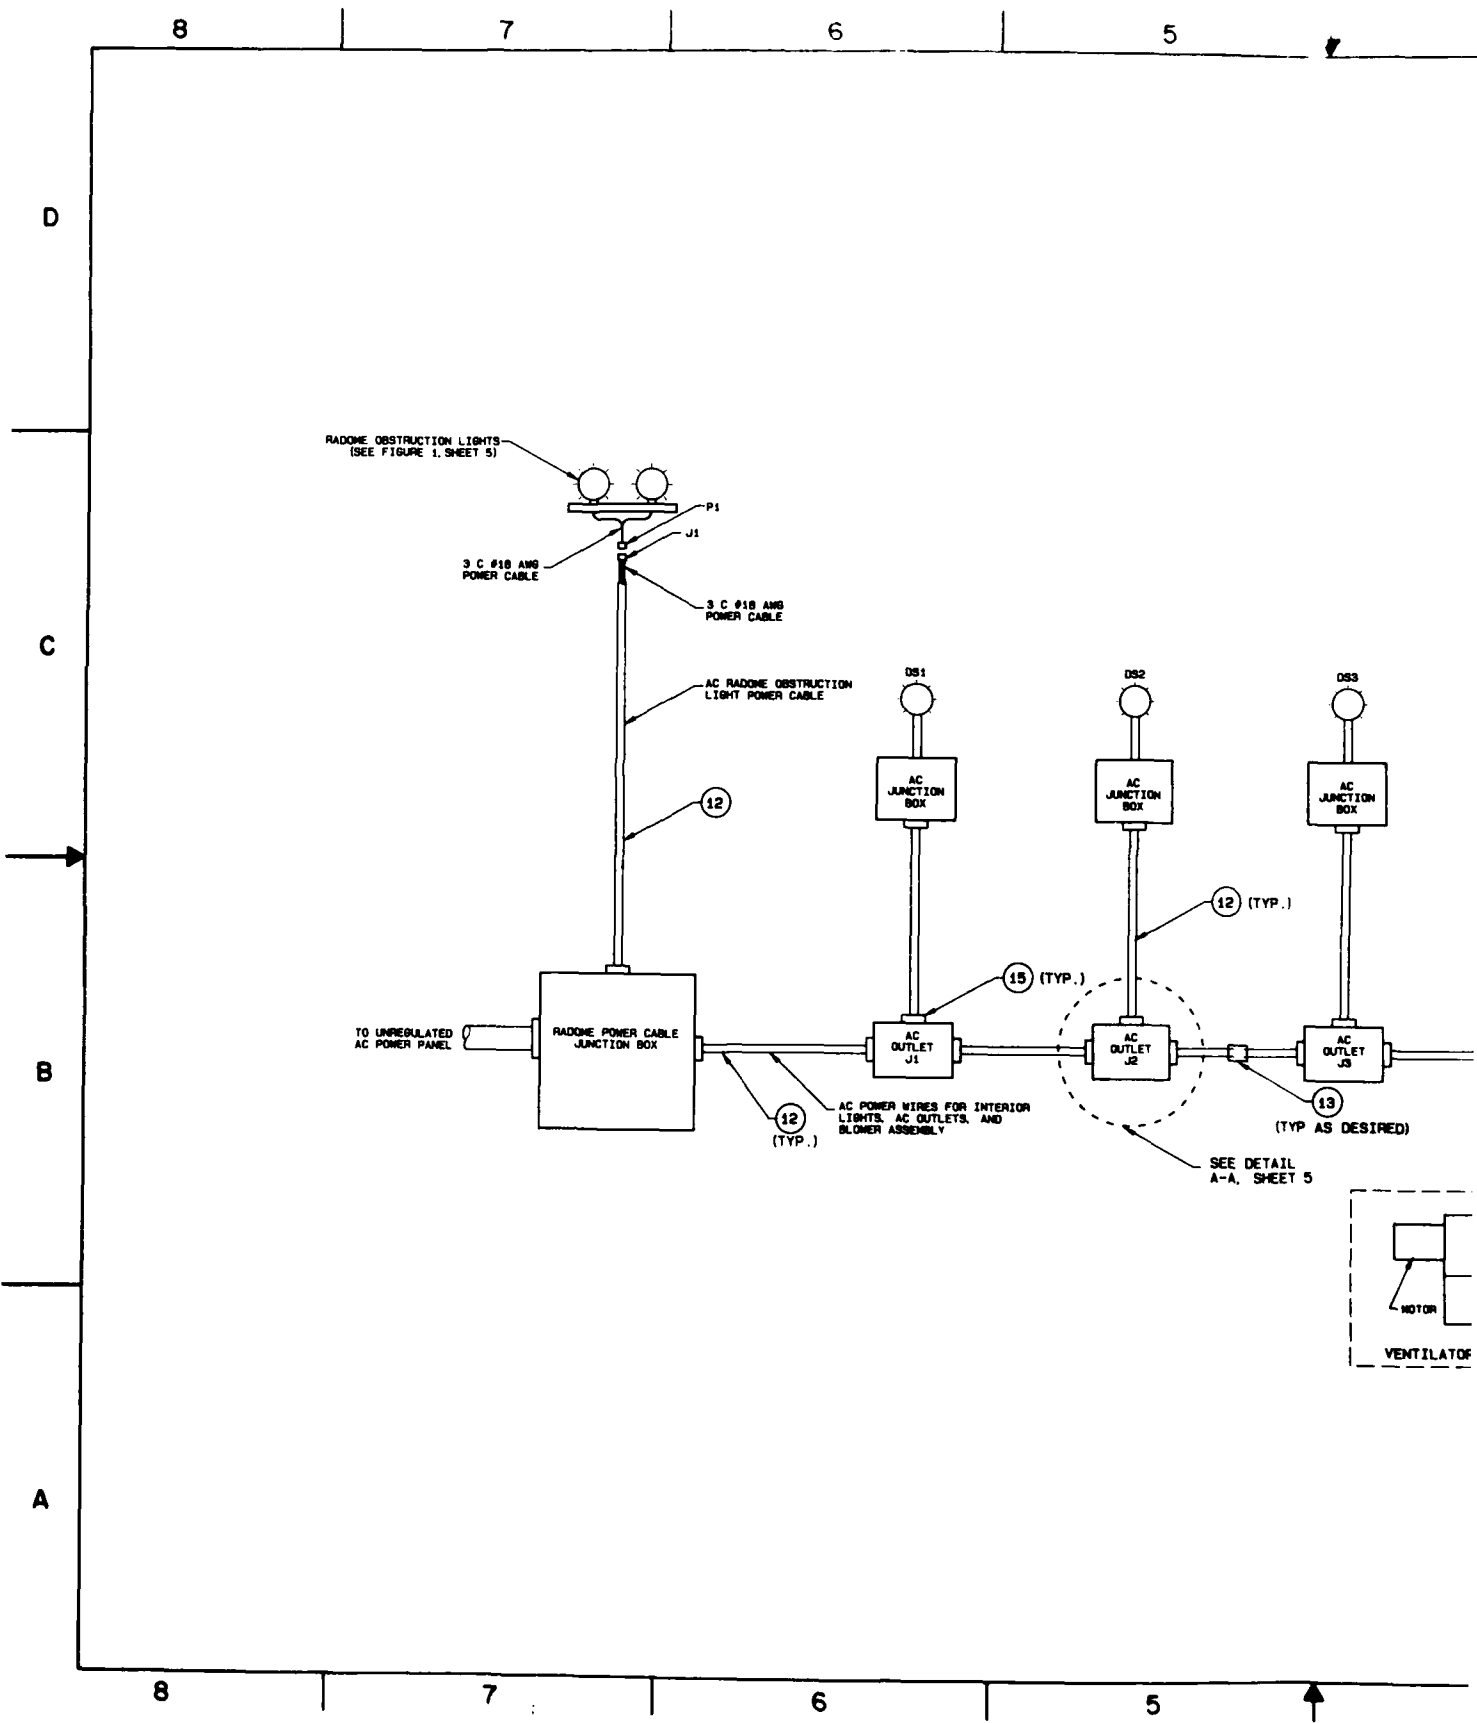 8 7 6 5
D
RADOME OBSTRUCTION LIGHTS
(SEE FIGURE 1, SHEET 5)
P1
J1
3 C #18 AWG
POWER CABLE
3 C #18 AWG
POWER CABLE
C
AC RADOME OBSTRUCTION
LIGHT POWER CABLE
DS1
DS2
DS3
AC
JUNCTION
BOX
AC
JUNCTION
BOX
AC
JUNCTION
BOX
12
12 (TYP.)
15 (TYP.)
TO UNREGULATED
AC POWER PANEL
RADOME POWER CABLE
JUNCTION BOX
AC
OUTLET
J1
AC
OUTLET
J2
AC
OUTLET
J3
B
12
(TYP.)
AC POWER WIRES FOR INTERIOR
LIGHTS, AC OUTLETS, AND
BLOWER ASSEMBLY
13
(TYP AS DESIRED)
SEE DETAIL
A-A, SHEET 5
MOTOR
VENTILATOR
A
8 7 6 5